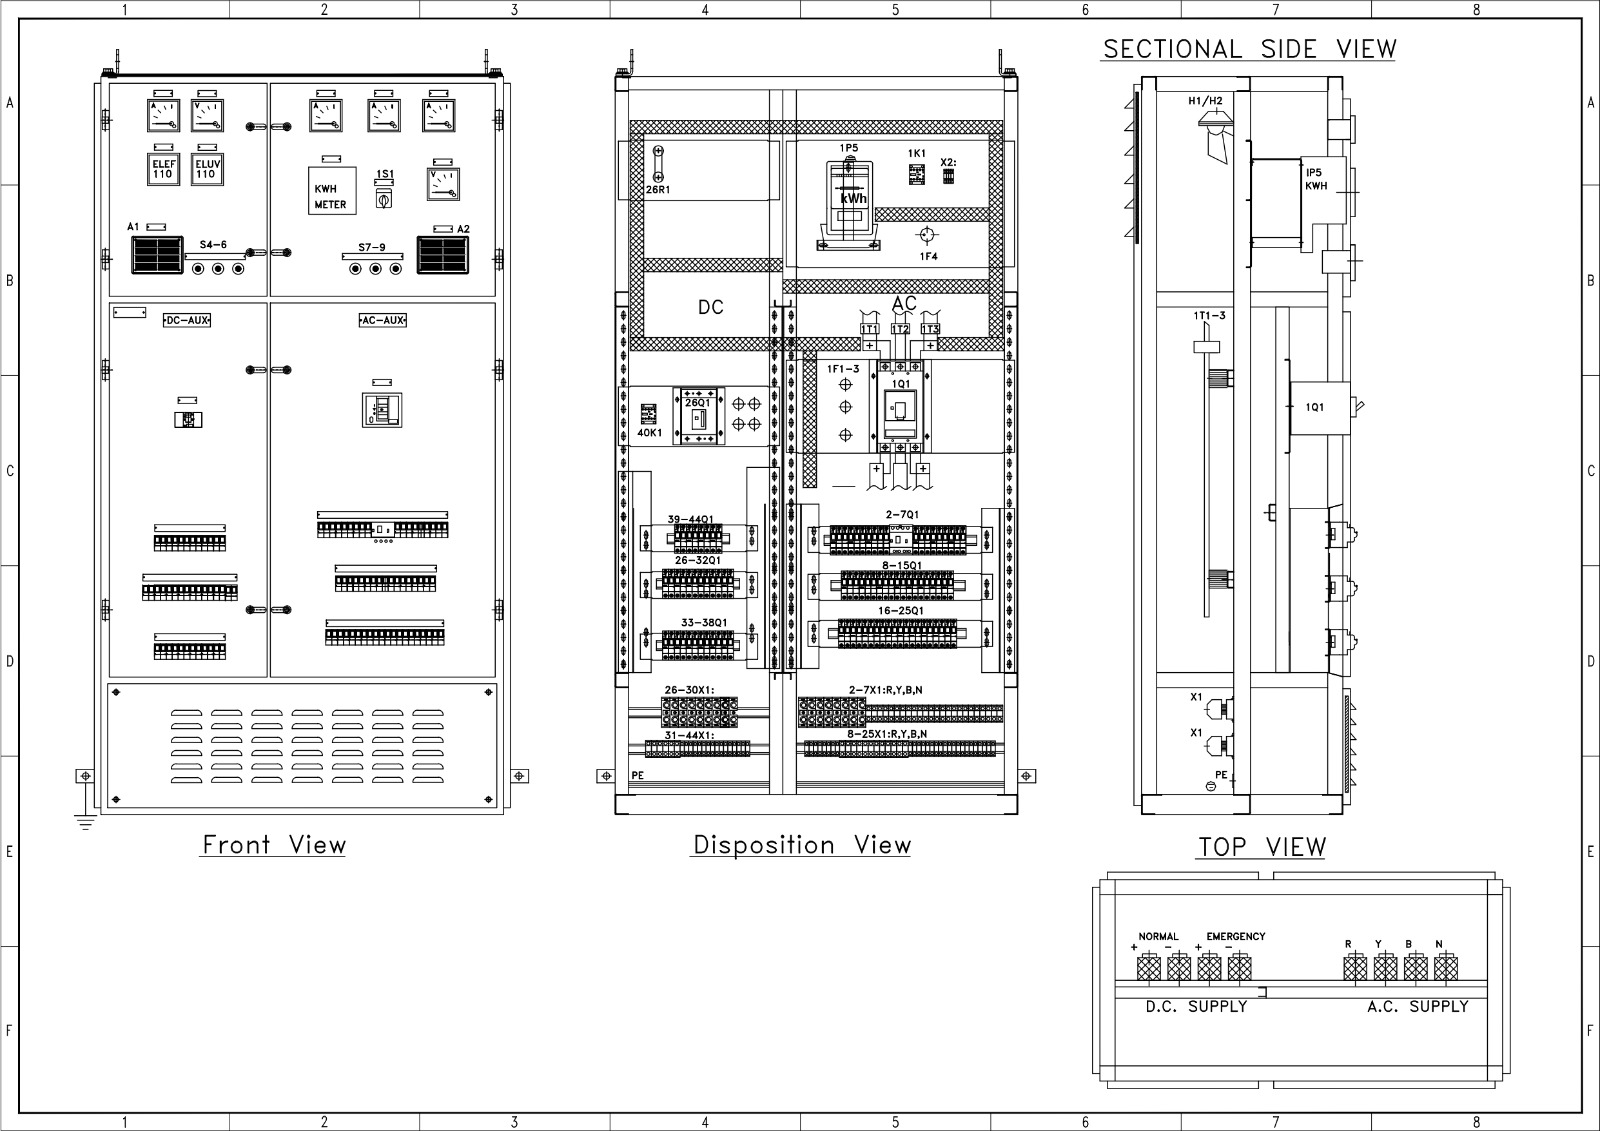 1 2 3 4 5 6 7 8
SECTIONAL SIDE VIEW
A
A
A V A A A
H1/H2
ELEF
110
ELUV
110
KWH
METER
1S1
V
A1
S4-6
S7-9
A2
B
B
DC-AUX
AC-AUX
C
C
D
D
Front View
26R1
1P5
kWh
1K1
X2:
1F4
DC
AC
1T1
1T2
1T3
+
+
1F1-3
1Q1
26Q1
40K1
+
+
39-44Q1
2-7Q1
26-32Q1
8-15Q1
33-38Q1
16-25Q1
26-30X1:
2-7X1:R,Y,B,N
31-44X1:
8-25X1:R,Y,B,N
PE
Disposition View
IP5
KWH
1T1-3
1Q1
X1
X1
PE
E
E
TOP VIEW
NORMAL
EMERGENCY
+ - + -
R Y B N
D.C. SUPPLY
A.C. SUPPLY
F
F
1 2 3 4 5 6 7 8